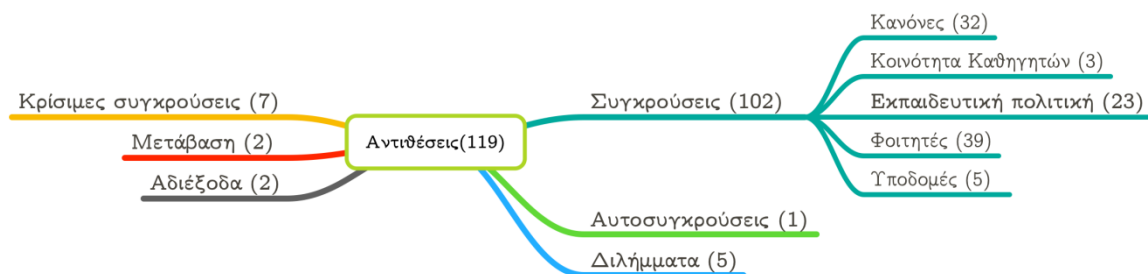 Κανόνες (32)
Κοινότητα Καθηγητών (3)
Κρίσιμες συγκρούσεις (7)
Συγκρούσεις (102)
Εκπαιδευτική πολιτική (23)
Μετάβαση (2)
Αντιθέσεις(119)
Φοιτητές (39)
Αδιέξοδα (2)
Υποδομές (5)
Αυτοσυγκρούσεις (1)
Διλήμματα (5)